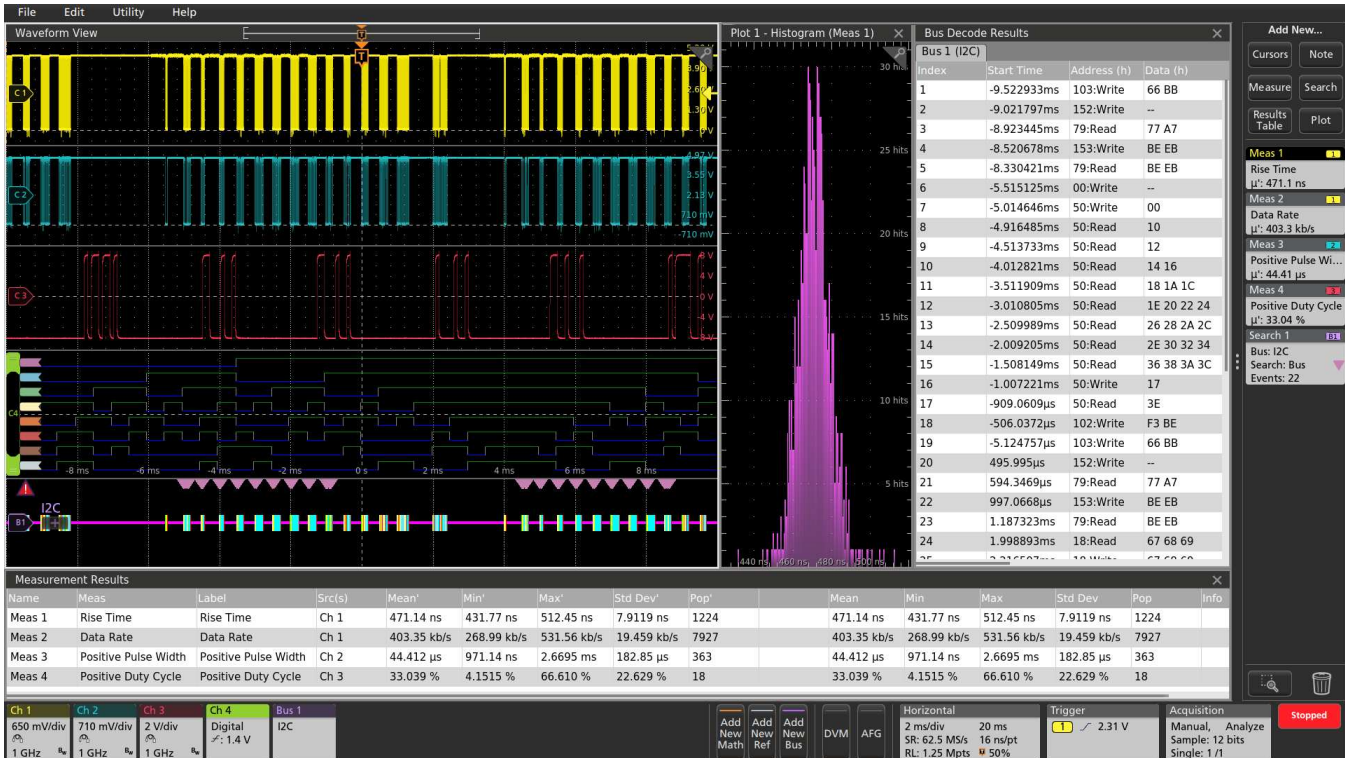 File Edit Utility Help
Waveform View
Plot 1 - Histogram (Meas 1)
Bus Decode Results
Add New...
Cursors Note
Measure Search
Results Table Plot
C1
1.30 V
0 V
C2
4.97 V
3.55 V
2.13 V
710 mV
-710 mV
C3
8 V
4 V
0 V
-4 V
-8 V
C4
-8 ms -6 ms -4 ms -2 ms 0 s 2 ms 4 ms 6 ms 8 ms
I2C
B1
30 hits
25 hits
20 hits
15 hits
10 hits
5 hits
440 ns 460 ns 480 ns 500 ns
Bus 1 (I2C)
Index Start Time Address (h) Data (h)
1 -9.522933ms 103:Write 66 BB
2 -9.021797ms 152:Write --
3 -8.923445ms 79:Read 77 A7
4 -8.520678ms 153:Write BE EB
5 -8.330421ms 79:Read BE EB
6 -5.515125ms 00:Write --
7 -5.014646ms 50:Write 00
8 -4.916485ms 50:Read 10
9 -4.513733ms 50:Read 12
10 -4.012821ms 50:Read 14 16
11 -3.511909ms 50:Read 18 1A 1C
12 -3.010805ms 50:Read 1E 20 22 24
13 -2.509989ms 50:Read 26 28 2A 2C
14 -2.009205ms 50:Read 2E 30 32 34
15 -1.508149ms 50:Read 36 38 3A 3C
16 -1.007221ms 50:Write 17
17 -909.0609µs 50:Read 3E
18 -506.0372µs 102:Write F3 BE
19 -5.124757µs 103:Write 66 BB
20 495.995µs 152:Write --
21 594.3469µs 79:Read 77 A7
22 997.0668µs 153:Write BE EB
23 1.187323ms 79:Read BE EB
24 1.998893ms 18:Read 67 68 69
Meas 1 1
Rise Time
µ': 471.1 ns
Meas 2 1
Data Rate
µ': 403.3 kb/s
Meas 3 2
Positive Pulse Wi...
µ': 44.41 µs
Meas 4 3
Positive Duty Cycle
µ': 33.04 %
Search 1 B1
Bus: I2C
Search: Bus
Events: 22
Measurement Results
Name Meas Label Src(s) Mean' Min' Max' Std Dev' Pop' Mean Min Max Std Dev Pop Info
Meas 1 Rise Time Rise Time Ch 1 471.14 ns 431.77 ns 512.45 ns 7.9119 ns 1224 471.14 ns 431.77 ns 512.45 ns 7.9119 ns 1224
Meas 2 Data Rate Data Rate Ch 1 403.35 kb/s 268.99 kb/s 531.56 kb/s 19.459 kb/s 7927 403.35 kb/s 268.99 kb/s 531.56 kb/s 19.459 kb/s 7927
Meas 3 Positive Pulse Width Positive Pulse Width Ch 2 44.412 µs 971.14 ns 2.6695 ms 182.85 µs 363 44.412 µs 971.14 ns 2.6695 ms 182.85 µs 363
Meas 4 Positive Duty Cycle Positive Duty Cycle Ch 3 33.039 % 4.1515 % 66.610 % 22.629 % 18 33.039 % 4.1515 % 66.610 % 22.629 % 18
Ch 1
650 mV/div
1 GHz Bw
Ch 2
710 mV/div
1 GHz Bw
Ch 3
2 V/div
1 GHz Bw
Ch 4
Digital
: 1.4 V
Bus 1
I2C
Add New Math
Add New Ref
Add New Bus
DVM
AFG
Horizontal
2 ms/div 20 ms
SR: 62.5 MS/s 16 ns/pt
RL: 1.25 Mpts 50%
Trigger
1 2.31 V
Acquisition
Manual, Analyze
Sample: 12 bits
Single: 1 /1
Stopped